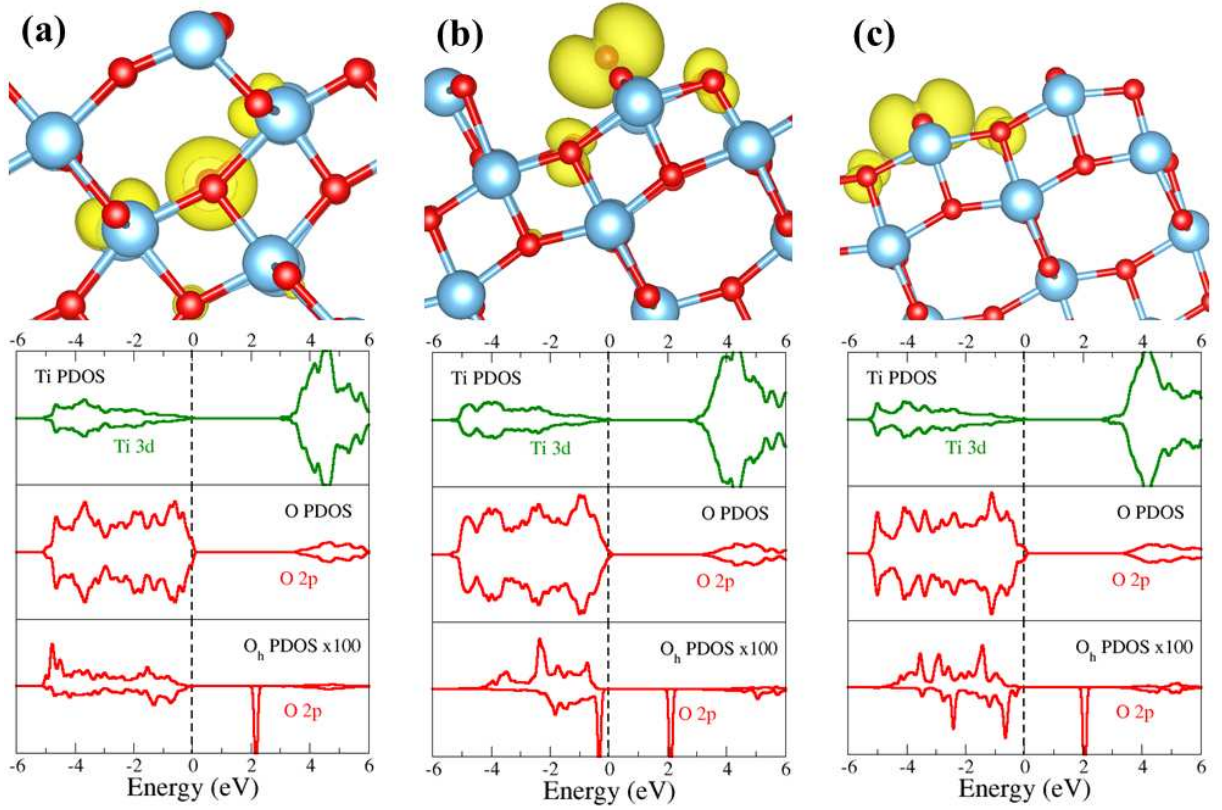 (a)
(b)
(c)
-6 -4 -2 0 2 4 6
Ti PDOS
Ti 3d
O PDOS
O 2p
O_h PDOS x100
O 2p
-6 -4 -2 0 2 4 6
Energy (eV)
-6 -4 -2 0 2 4 6
Ti PDOS
Ti 3d
O PDOS
O 2p
O_h PDOS x100
O 2p
-6 -4 -2 0 2 4 6
Energy (eV)
-6 -4 -2 0 2 4 6
Ti PDOS
Ti 3d
O PDOS
O 2p
O_h PDOS x100
O 2p
-6 -4 -2 0 2 4 6
Energy (eV)